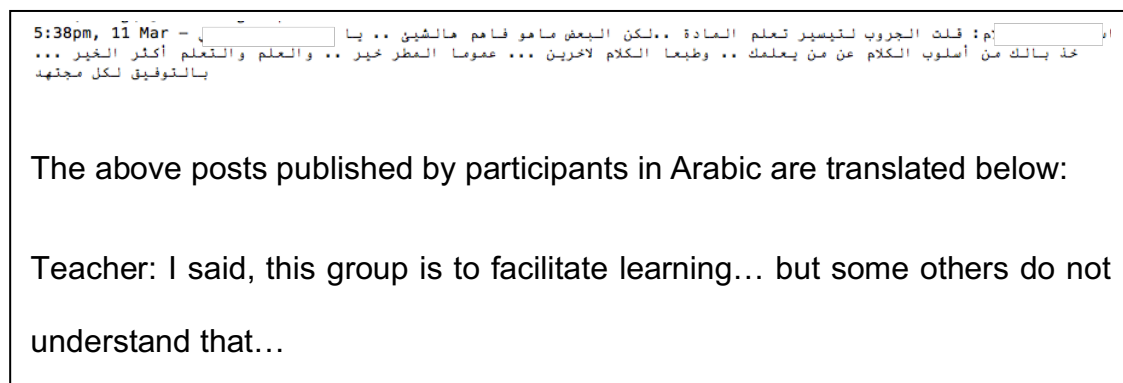 5:38pm, 11 Mar – م: قلت الجروب لتيسير تعلم المادة ..لكن البعض ماهو فاهم هالشيئ .. يا
خذ بالك من أسلوب الكلام عن من يعلمك .. وطبعا الكلام لاخرين ... عموما المطر خير .. والعلم والتعلم أكثر الخير ...
بالتوفيق لكل مجتهد
The above posts published by participants in Arabic are translated below:
Teacher: I said, this group is to facilitate learning… but some others do not
understand that…